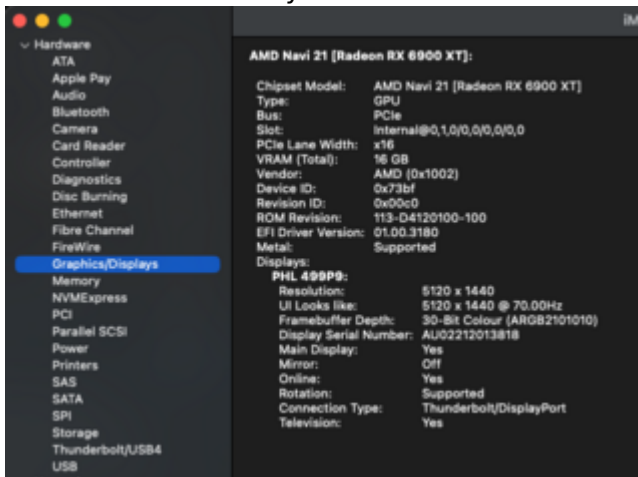 iM
Hardware
ATA
Apple Pay
Audio
Bluetooth
Camera
Card Reader
Controller
Diagnostics
Disc Burning
Ethernet
Fibre Channel
FireWire
Graphics/Displays
Memory
NVMExpress
PCI
Parallel SCSI
Power
Printers
SAS
SATA
SPI
Storage
Thunderbolt/USB4
USB
AMD Navi 21 [Radeon RX 6900 XT]:
Chipset Model: AMD Navi 21 [Radeon RX 6900 XT]
Type: GPU
Bus: PCIe
Slot: Internal@0,1,0/0,0/0,0/0,0
PCIe Lane Width: x16
VRAM (Total): 16 GB
Vendor: AMD (0x1002)
Device ID: 0x73bf
Revision ID: 0x00c0
ROM Revision: 113-D4120100-100
EFI Driver Version: 01.00.3180
Metal: Supported
Displays:
PHL 499P9:
Resolution: 5120 x 1440
UI Looks like: 5120 x 1440 @ 70.00Hz
Framebuffer Depth: 30-Bit Colour (ARGB2101010)
Display Serial Number: AU02212013818
Main Display: Yes
Mirror: Off
Online: Yes
Rotation: Supported
Connection Type: Thunderbolt/DisplayPort
Television: Yes